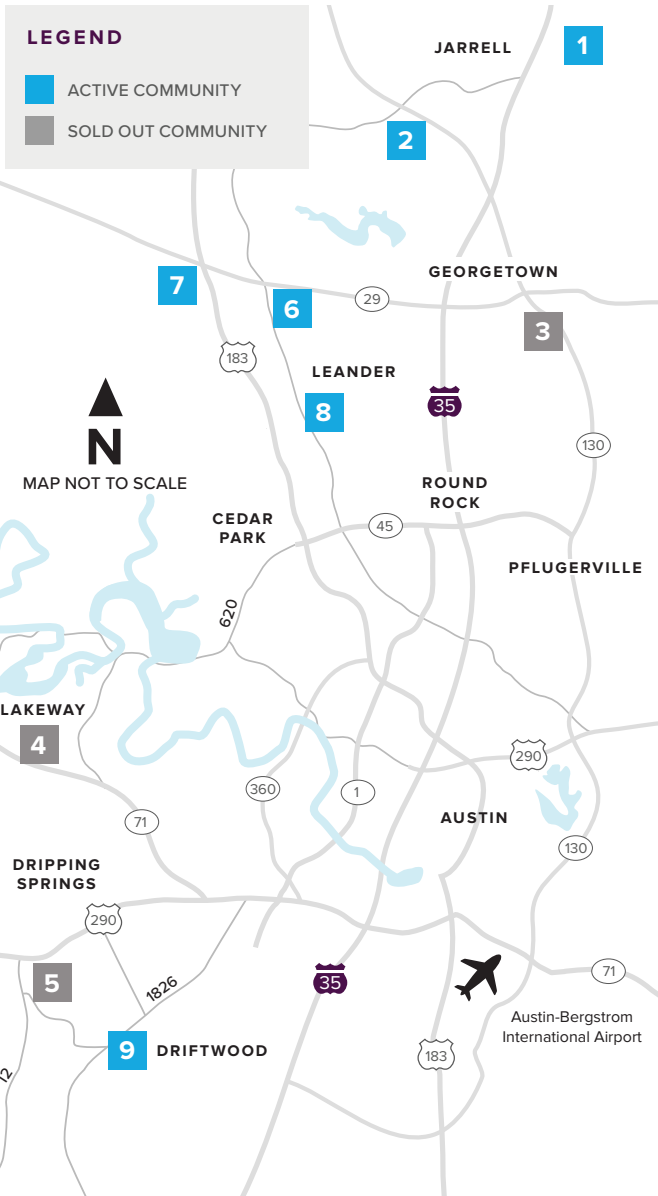 LEGEND
ACTIVE COMMUNITY
SOLD OUT COMMUNITY
JARRELL
1
2
GEORGETOWN
7
6
29
3
183
LEANDER
8
35
N
MAP NOT TO SCALE
130
ROUND
ROCK
CEDAR
PARK
45
PFLUGERVILLE
620
LAKEWAY
4
290
360
1
71
AUSTIN
130
DRIPPING
SPRINGS
290
5
1826
35
71
Austin-Bergstrom
International Airport
9
DRIFTWOOD
183
12